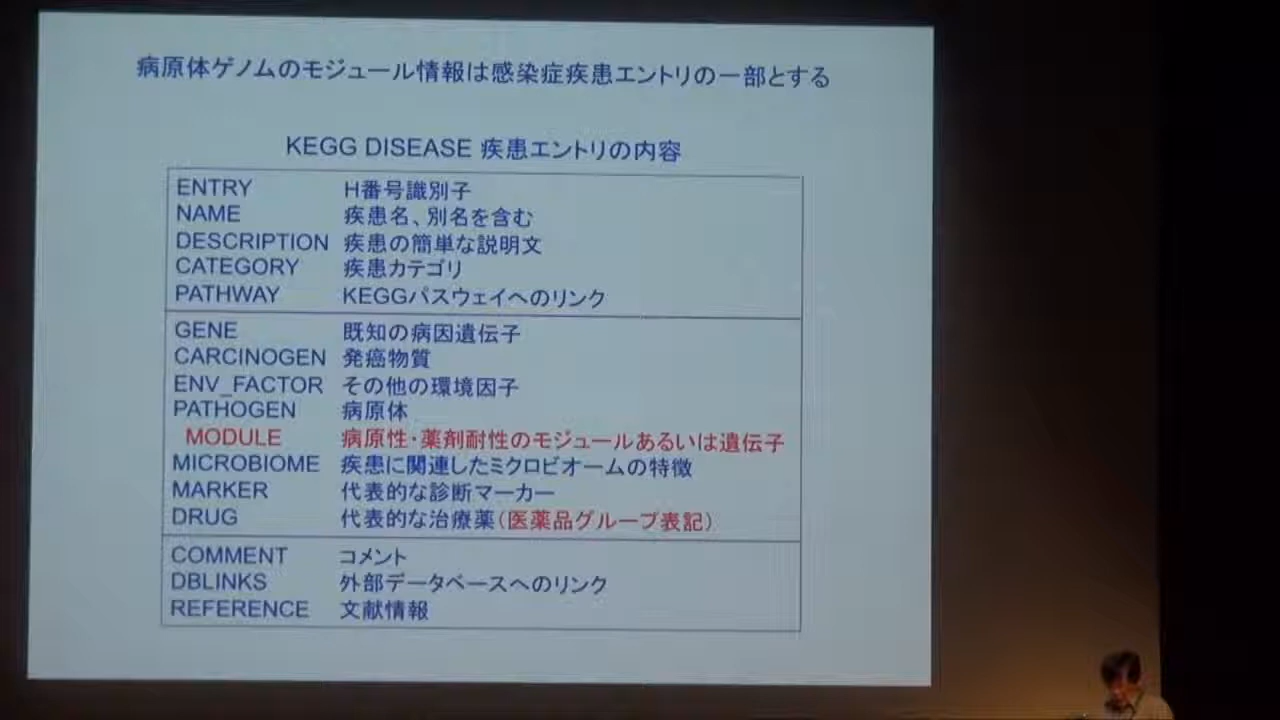 病原体ゲノムのモジュール情報は感染症疾患エントリの一部とする
KEGG DISEASE 疾患エントリの内容
ENTRY H番号識別子
NAME 疾患名、別名を含む
DESCRIPTION 疾患の簡単な説明文
CATEGORY 疾患カテゴリ
PATHWAY KEGGパスウェイへのリンク
GENE 既知の病因遺伝子
CARCINOGEN 発癌物質
ENV_FACTOR その他の環境因子
PATHOGEN 病原体
MODULE 病原性・薬剤耐性のモジュールあるいは遺伝子
MICROBIOME 疾患に関連したミクロビオームの特徴
MARKER 代表的な診断マーカー
DRUG 代表的な治療薬（医薬品グループ表記）
COMMENT コメント
DBLINKS 外部データベースへのリンク
REFERENCE 文献情報